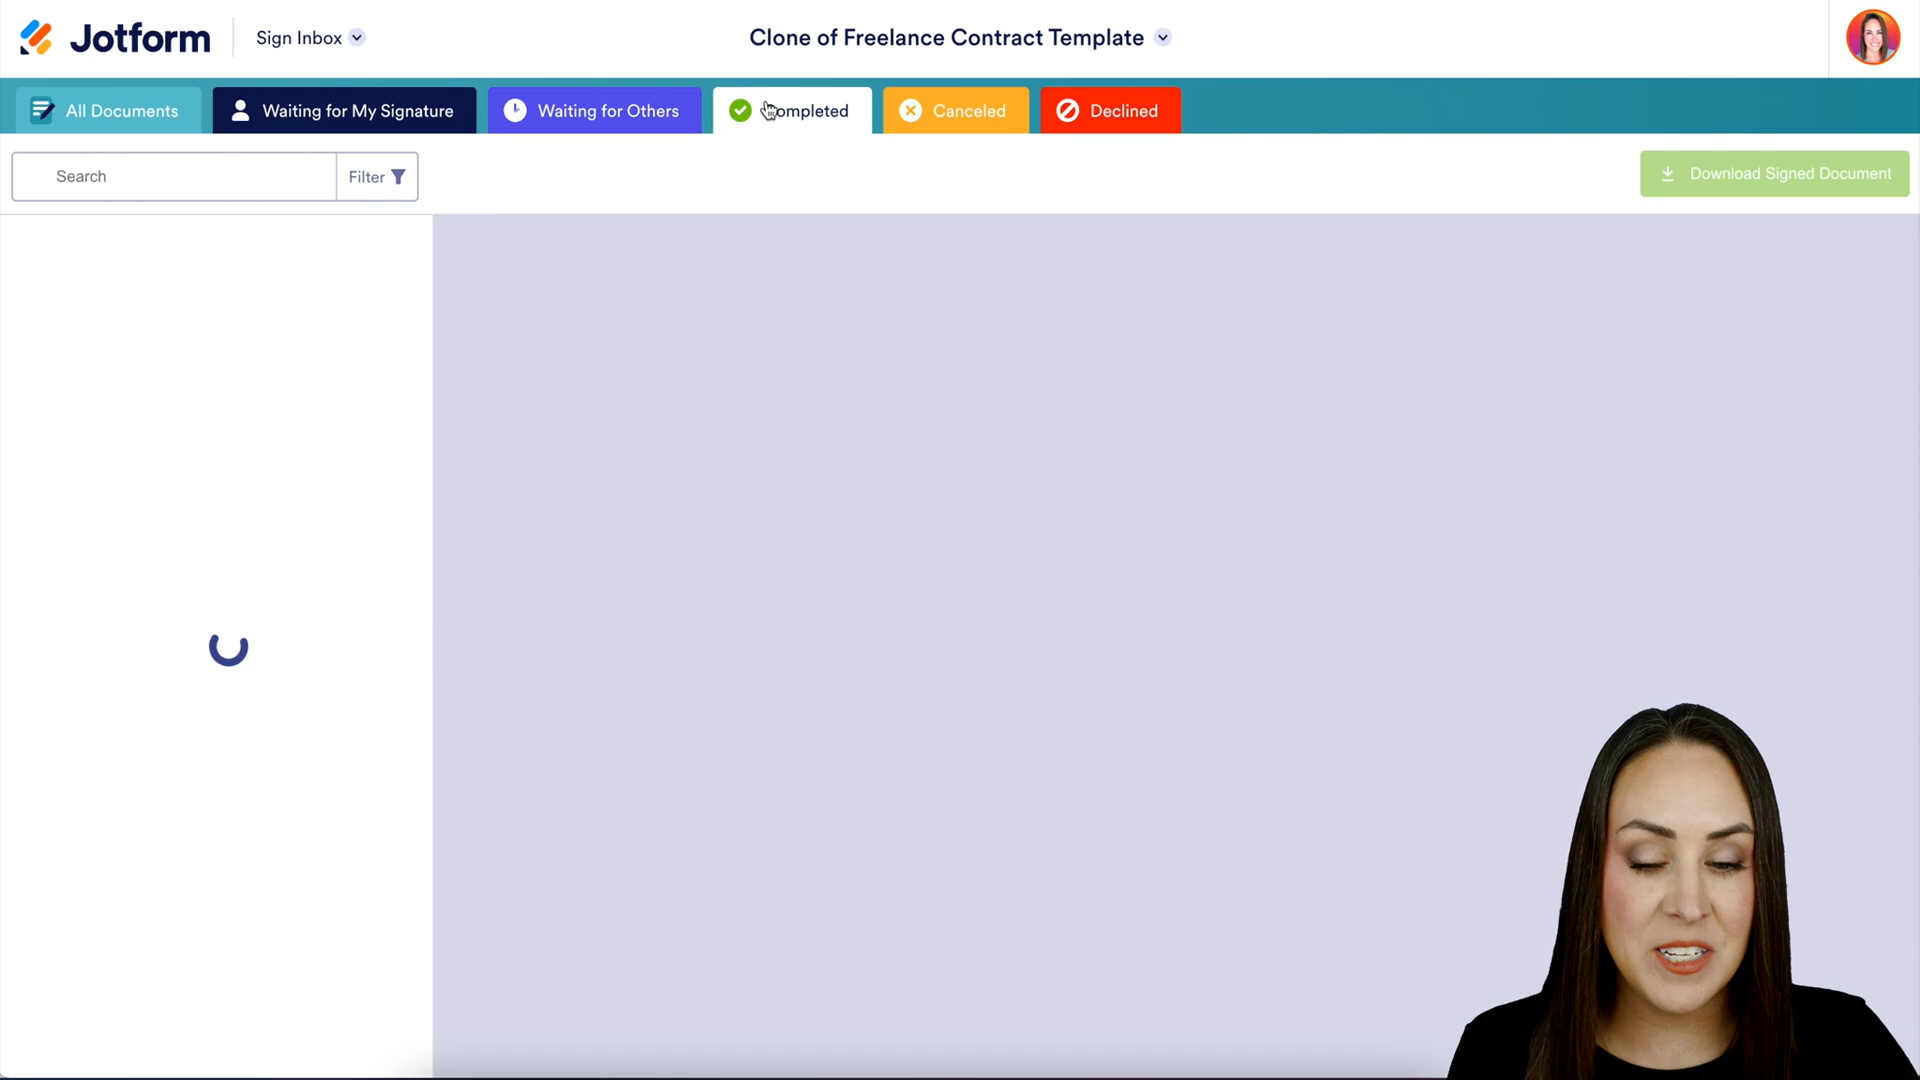 Jotform
Sign Inbox
Clone of Freelance Contract Template
All Documents
Waiting for My Signature
Waiting for Others
ompleted
Canceled
Declined
Search
Filter
Download Signed Document